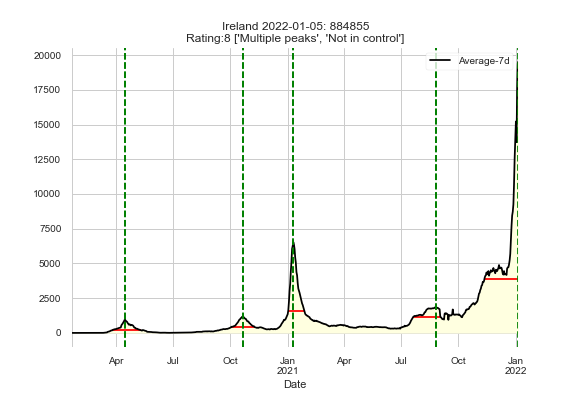 Ireland 2022-01-05: 884855
Rating:8 ['Multiple peaks', 'Not in control']
Average-7d
20000
17500
15000
12500
10000
7500
5000
2500
0
Apr Jul Oct Jan Apr Jul Oct Jan
2021 2022
Date